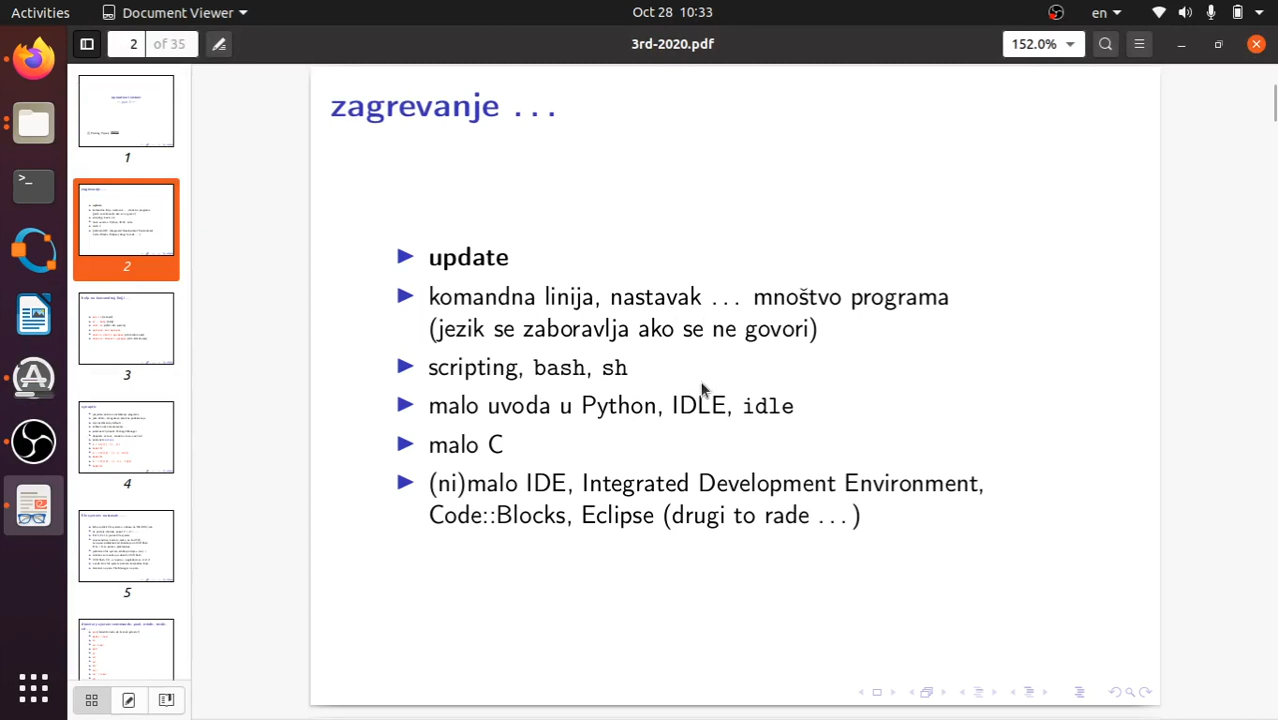 Activities
Document Viewer
Oct 28 10:33
en
2
of 35
3rd-2020.pdf
152.0%
zagrevanje ...
update
komandna linija, nastavak ... mnoštvo programa
(jezik se zaboravlja ako se ne govori)
scripting, bash, sh
malo uvoda u Python, IDLE, idle
malo C
(ni)malo IDE, Integrated Development Environment,
Code::Blocks, Eclipse (drugi to rade ...)
1
2
3
4
5